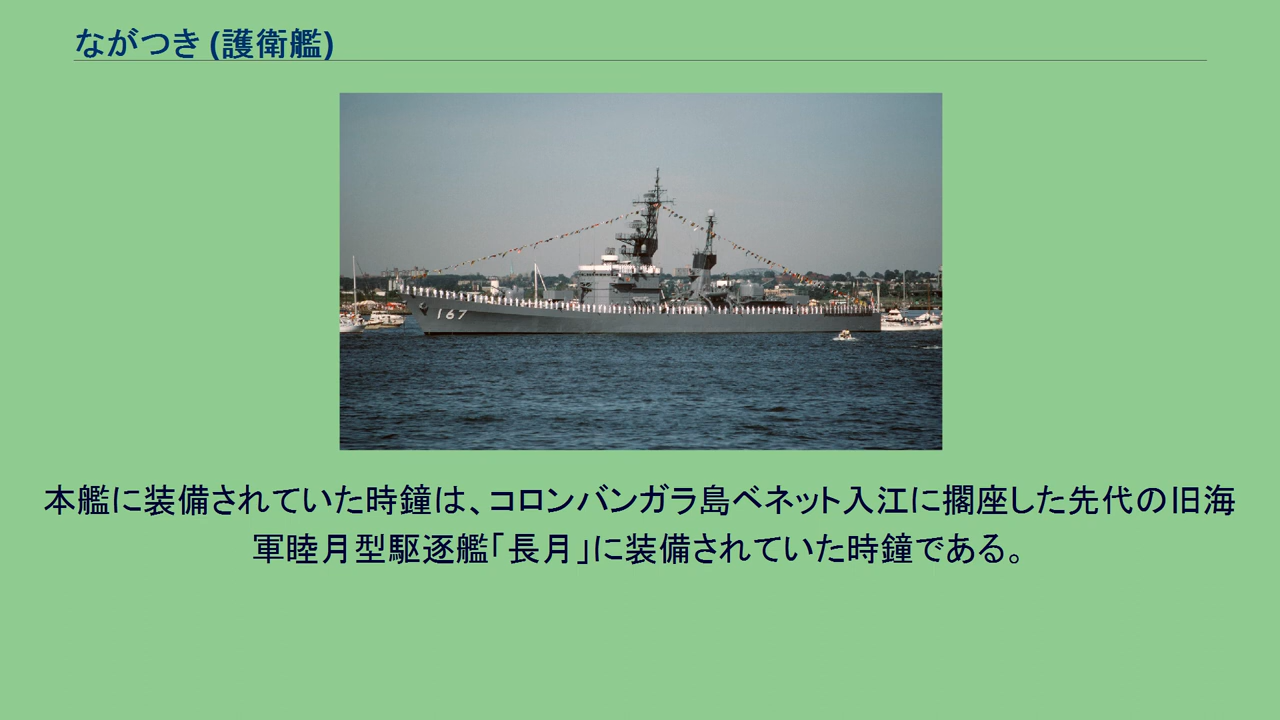 ながつき (護衛艦)
167
本艦に装備されていた時鐘は、コロンバンガラ島ベネット入江に擱座した先代の旧海
軍睦月型駆逐艦「長月」に装備されていた時鐘である。